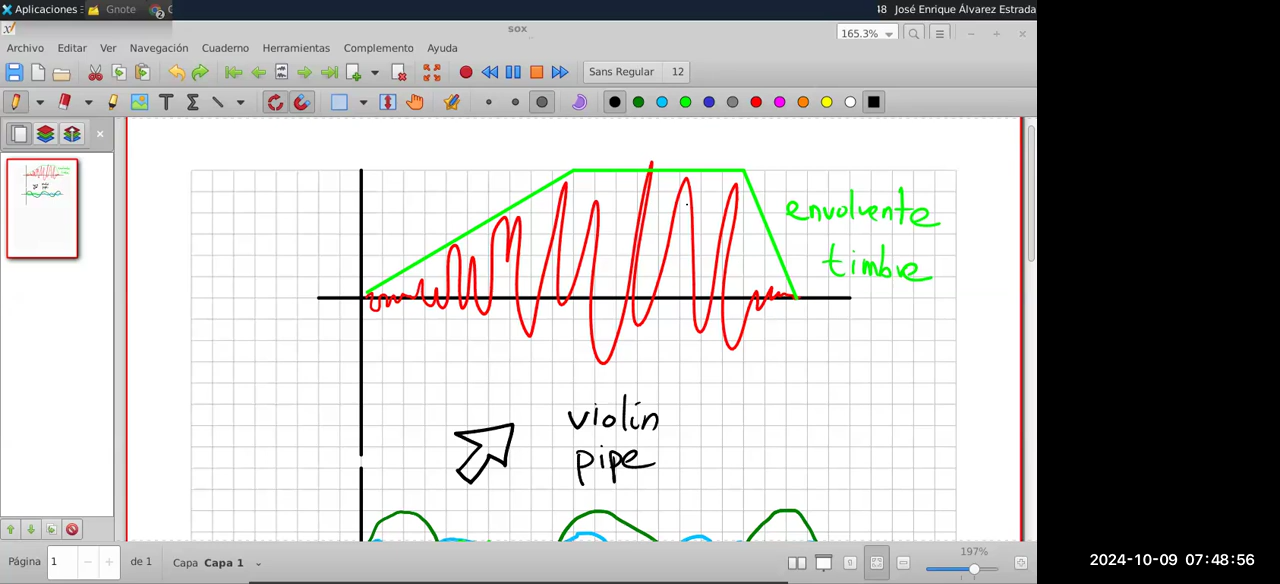 Aplicaciones
Gnote
2
18 José Enrique Álvarez Estrada
sox
165.3%
Archivo Editar Ver Navegación Cuaderno Herramientas Complemento Ayuda
Sans Regular 12
envolvente
timbre
violin
pipe
Página 1 de 1 Capa Capa 1
197%
2024-10-09 07:48:56